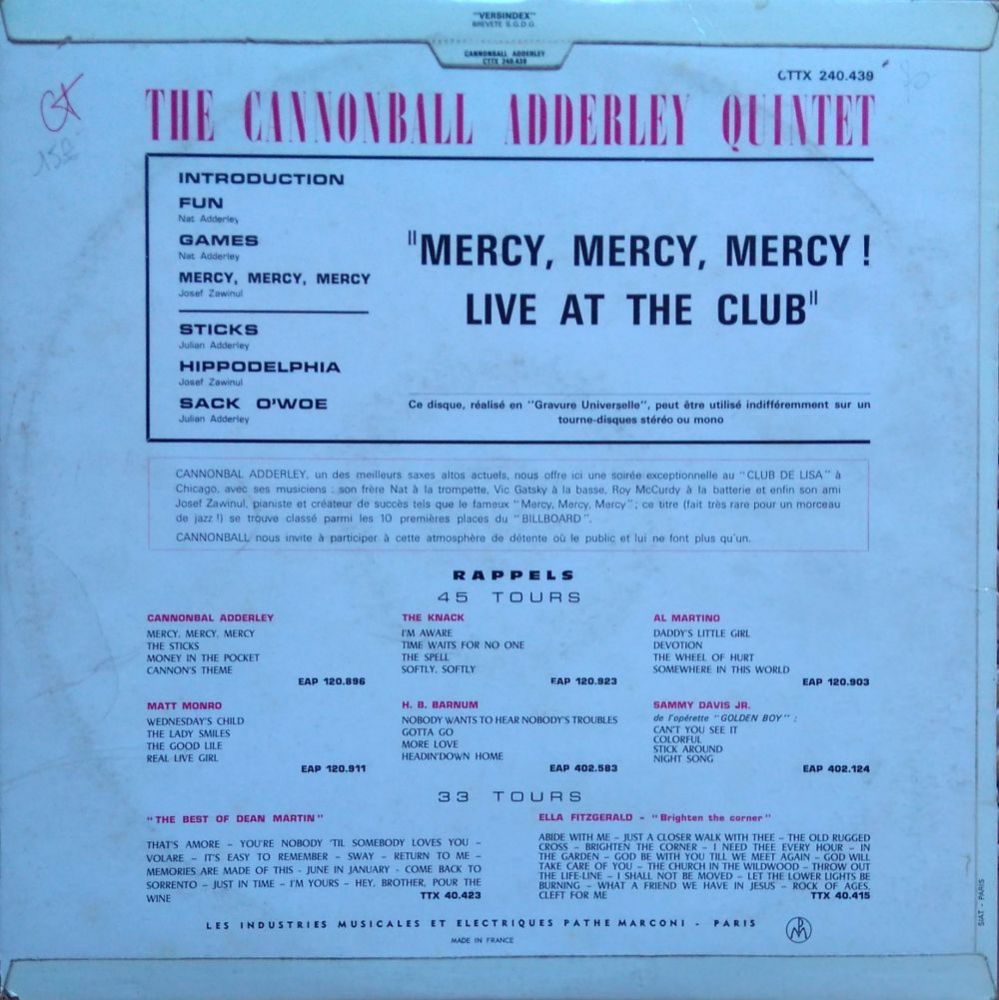 "VERSINDEX"
BREVETE S.G.D.G.
CANNONBALL ADDERLEY
CTTX 240.439
CTTX 240.439
THE CANNONBALL ADDERLEY QUINTET
INTRODUCTION
FUN
Nat Adderley
GAMES
Nat Adderley
MERCY, MERCY, MERCY
Josef Zawinul
STICKS
Julian Adderley
HIPPODELPHIA
Josef Zawinul
SACK O'WOE
Julian Adderley
"MERCY, MERCY, MERCY !
LIVE AT THE CLUB"
Ce disque, réalisé en "Gravure Universelle", peut être utilisé indifféremment sur un
tourne-disques stéréo ou mono
CANNONBAL ADDERLEY, un des meilleurs saxes altos actuels, nous offre ici une soirée exceptionnelle au "CLUB DE LISA" à
Chicago, avec ses musiciens : son frère Nat à la trompette, Vic Gatsky à la basse, Roy McCurdy à la batterie et enfin son ami
Josef Zawinul, pianiste et créateur de succès tels que le fameux "Mercy, Mercy, Mercy" ; ce titre (fait très rare pour un morceau
de jazz !) se trouve classé parmi les 10 premières places du "BILLBOARD".
CANNONBALL nous invite à participer à cette atmosphère de détente où le public et lui ne font plus qu'un.
RAPPELS
45 TOURS
CANNONBAL ADDERLEY
MERCY, MERCY, MERCY
THE STICKS
MONEY IN THE POCKET
CANNON'S THEME
EAP 120.896
THE KNACK
I'M AWARE
TIME WAITS FOR NO ONE
THE SPELL
SOFTLY, SOFTLY
EAP 120.923
AL MARTINO
DADDY'S LITTLE GIRL
DEVOTION
THE WHEEL OF HURT
SOMEWHERE IN THIS WORLD
EAP 120.903
MATT MONRO
WEDNESDAY'S CHILD
THE LADY SMILES
THE GOOD LILE
REAL LIVE GIRL
EAP 120.911
H. B. BARNUM
NOBODY WANTS TO HEAR NOBODY'S TROUBLES
GOTTA GO
MORE LOVE
HEADIN'DOWN HOME
EAP 402.583
SAMMY DAVIS JR.
de l'opérette "GOLDEN BOY" :
CAN'T YOU SEE IT
COLORFUL
STICK AROUND
NIGHT SONG
EAP 402.124
33 TOURS
"THE BEST OF DEAN MARTIN"
THAT'S AMORE – YOU'RE NOBODY 'TIL SOMEBODY LOVES YOU –
VOLARE – IT'S EASY TO REMEMBER – SWAY – RETURN TO ME –
MEMORIES ARE MADE OF THIS - JUNE IN JANUARY - COME BACK TO
SORRENTO – JUST IN TIME – I'M YOURS – HEY, BROTHER, POUR THE
WINE
TTX 40.423
ELLA FITZGERALD - "Brighten the corner"
ABIDE WITH ME – JUST A CLOSER WALK WITH THEE – THE OLD RUGGED
CROSS – BRIGHTEN THE CORNER – I NEED THEE EVERY HOUR – IN
THE GARDEN – GOD BE WITH YOU TILL WE MEET AGAIN – GOD WILL
TAKE CARE OF YOU – THE CHURCH IN THE WILDWOOD – THROW OUT
THE LIFE-LINE – I SHALL NOT BE MOVED – LET THE LOWER LIGHTS BE
BURNING – WHAT A FRIEND WE HAVE IN JESUS – ROCK OF AGES,
CLEFT FOR ME
TTX 40.415
LES INDUSTRIES MUSICALES ET ELECTRIQUES PATHE MARCONI - PARIS
MADE IN FRANCE
SIAT - PARIS